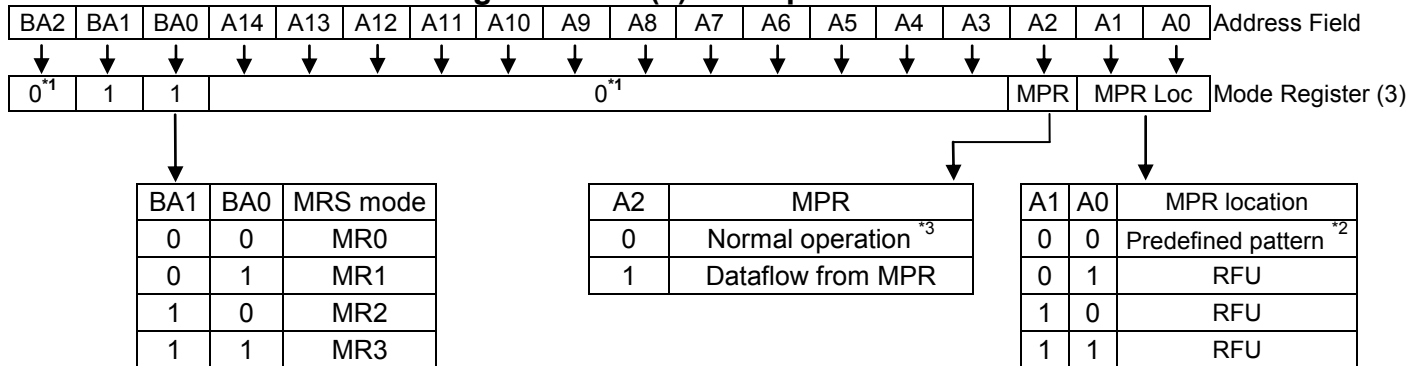 BA2 BA1 BA0 A14 A13 A12 A11 A10 A9 A8 A7 A6 A5 A4 A3 A2 A1 A0 Address Field
0*1 1 1 0*1 MPR MPR Loc Mode Register (3)
BA1 BA0 MRS mode
0 0 MR0
0 1 MR1
1 0 MR2
1 1 MR3
A2 MPR
0 Normal operation *3
1 Dataflow from MPR
A1 A0 MPR location
0 0 Predefined pattern *2
0 1 RFU
1 0 RFU
1 1 RFU